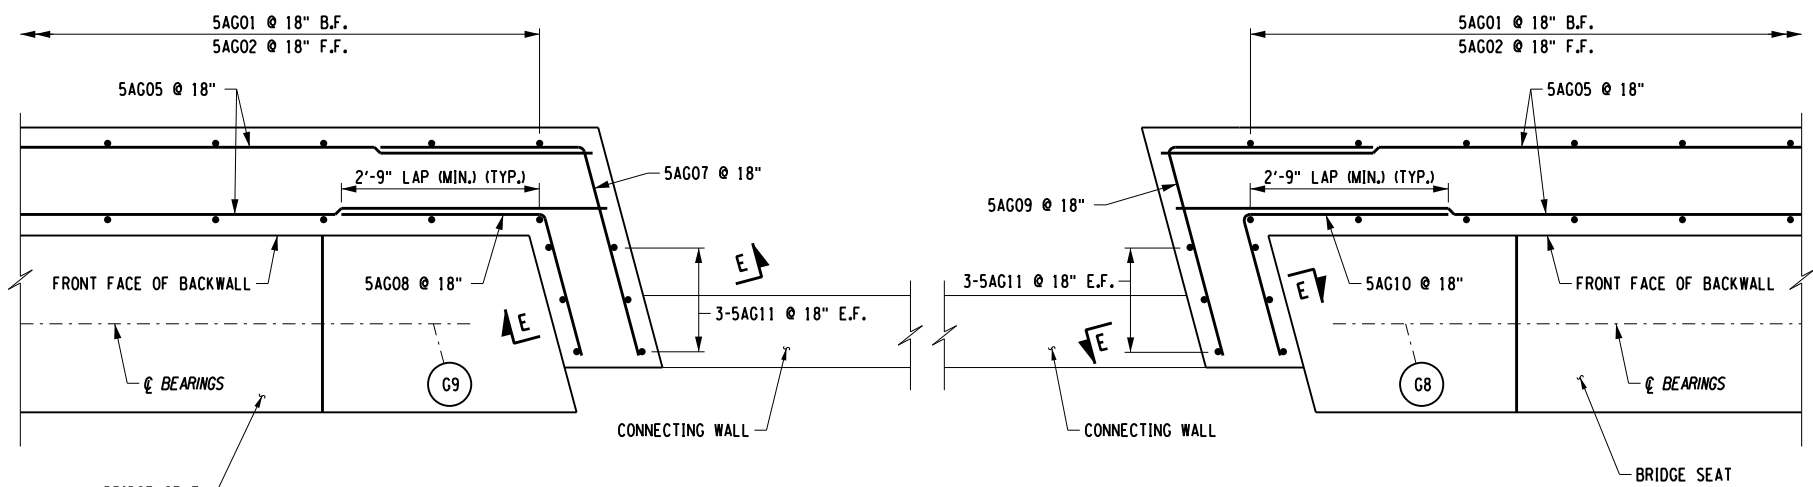 5AG01 @ 18" B.F.
5AG02 @ 18" F.F.
5AG05 @ 18"
2'-9" LAP (MIN.) (TYP.)
5AG07 @ 18"
FRONT FACE OF BACKWALL
5AG08 @ 18"
E
E
3-5AG11 @ 18" E.F.
℄ BEARINGS
G9
CONNECTING WALL
5AG01 @ 18" B.F.
5AG02 @ 18" F.F.
5AG05 @ 18"
2'-9" LAP (MIN.) (TYP.)
5AG09 @ 18"
3-5AG11 @ 18" E.F.
E
E
5AG10 @ 18"
FRONT FACE OF BACKWALL
G8
℄ BEARINGS
CONNECTING WALL
BRIDGE SEAT